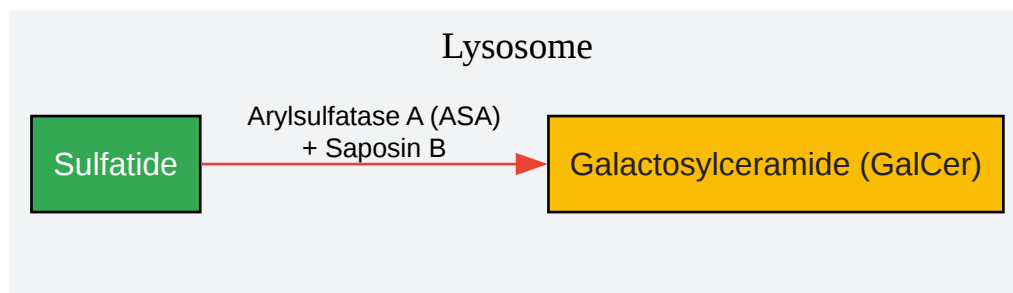 Lysosome
Arylsulfatase A (ASA)
+ Saposin B
Sulfatide
Galactosylceramide (GalCer)